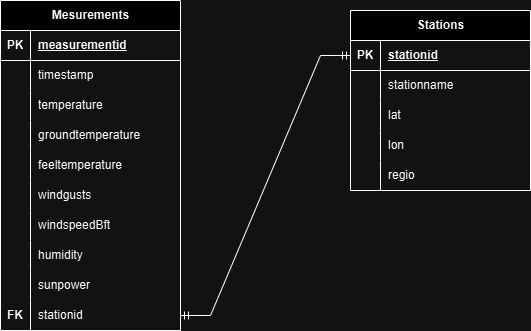 Mesurements
PK measurementid
timestamp
temperature
groundtemperature
feeltemperature
windgusts
windspeedBft
humidity
sunpower
FK stationid
Stations
PK stationid
stationname
lat
lon
regio